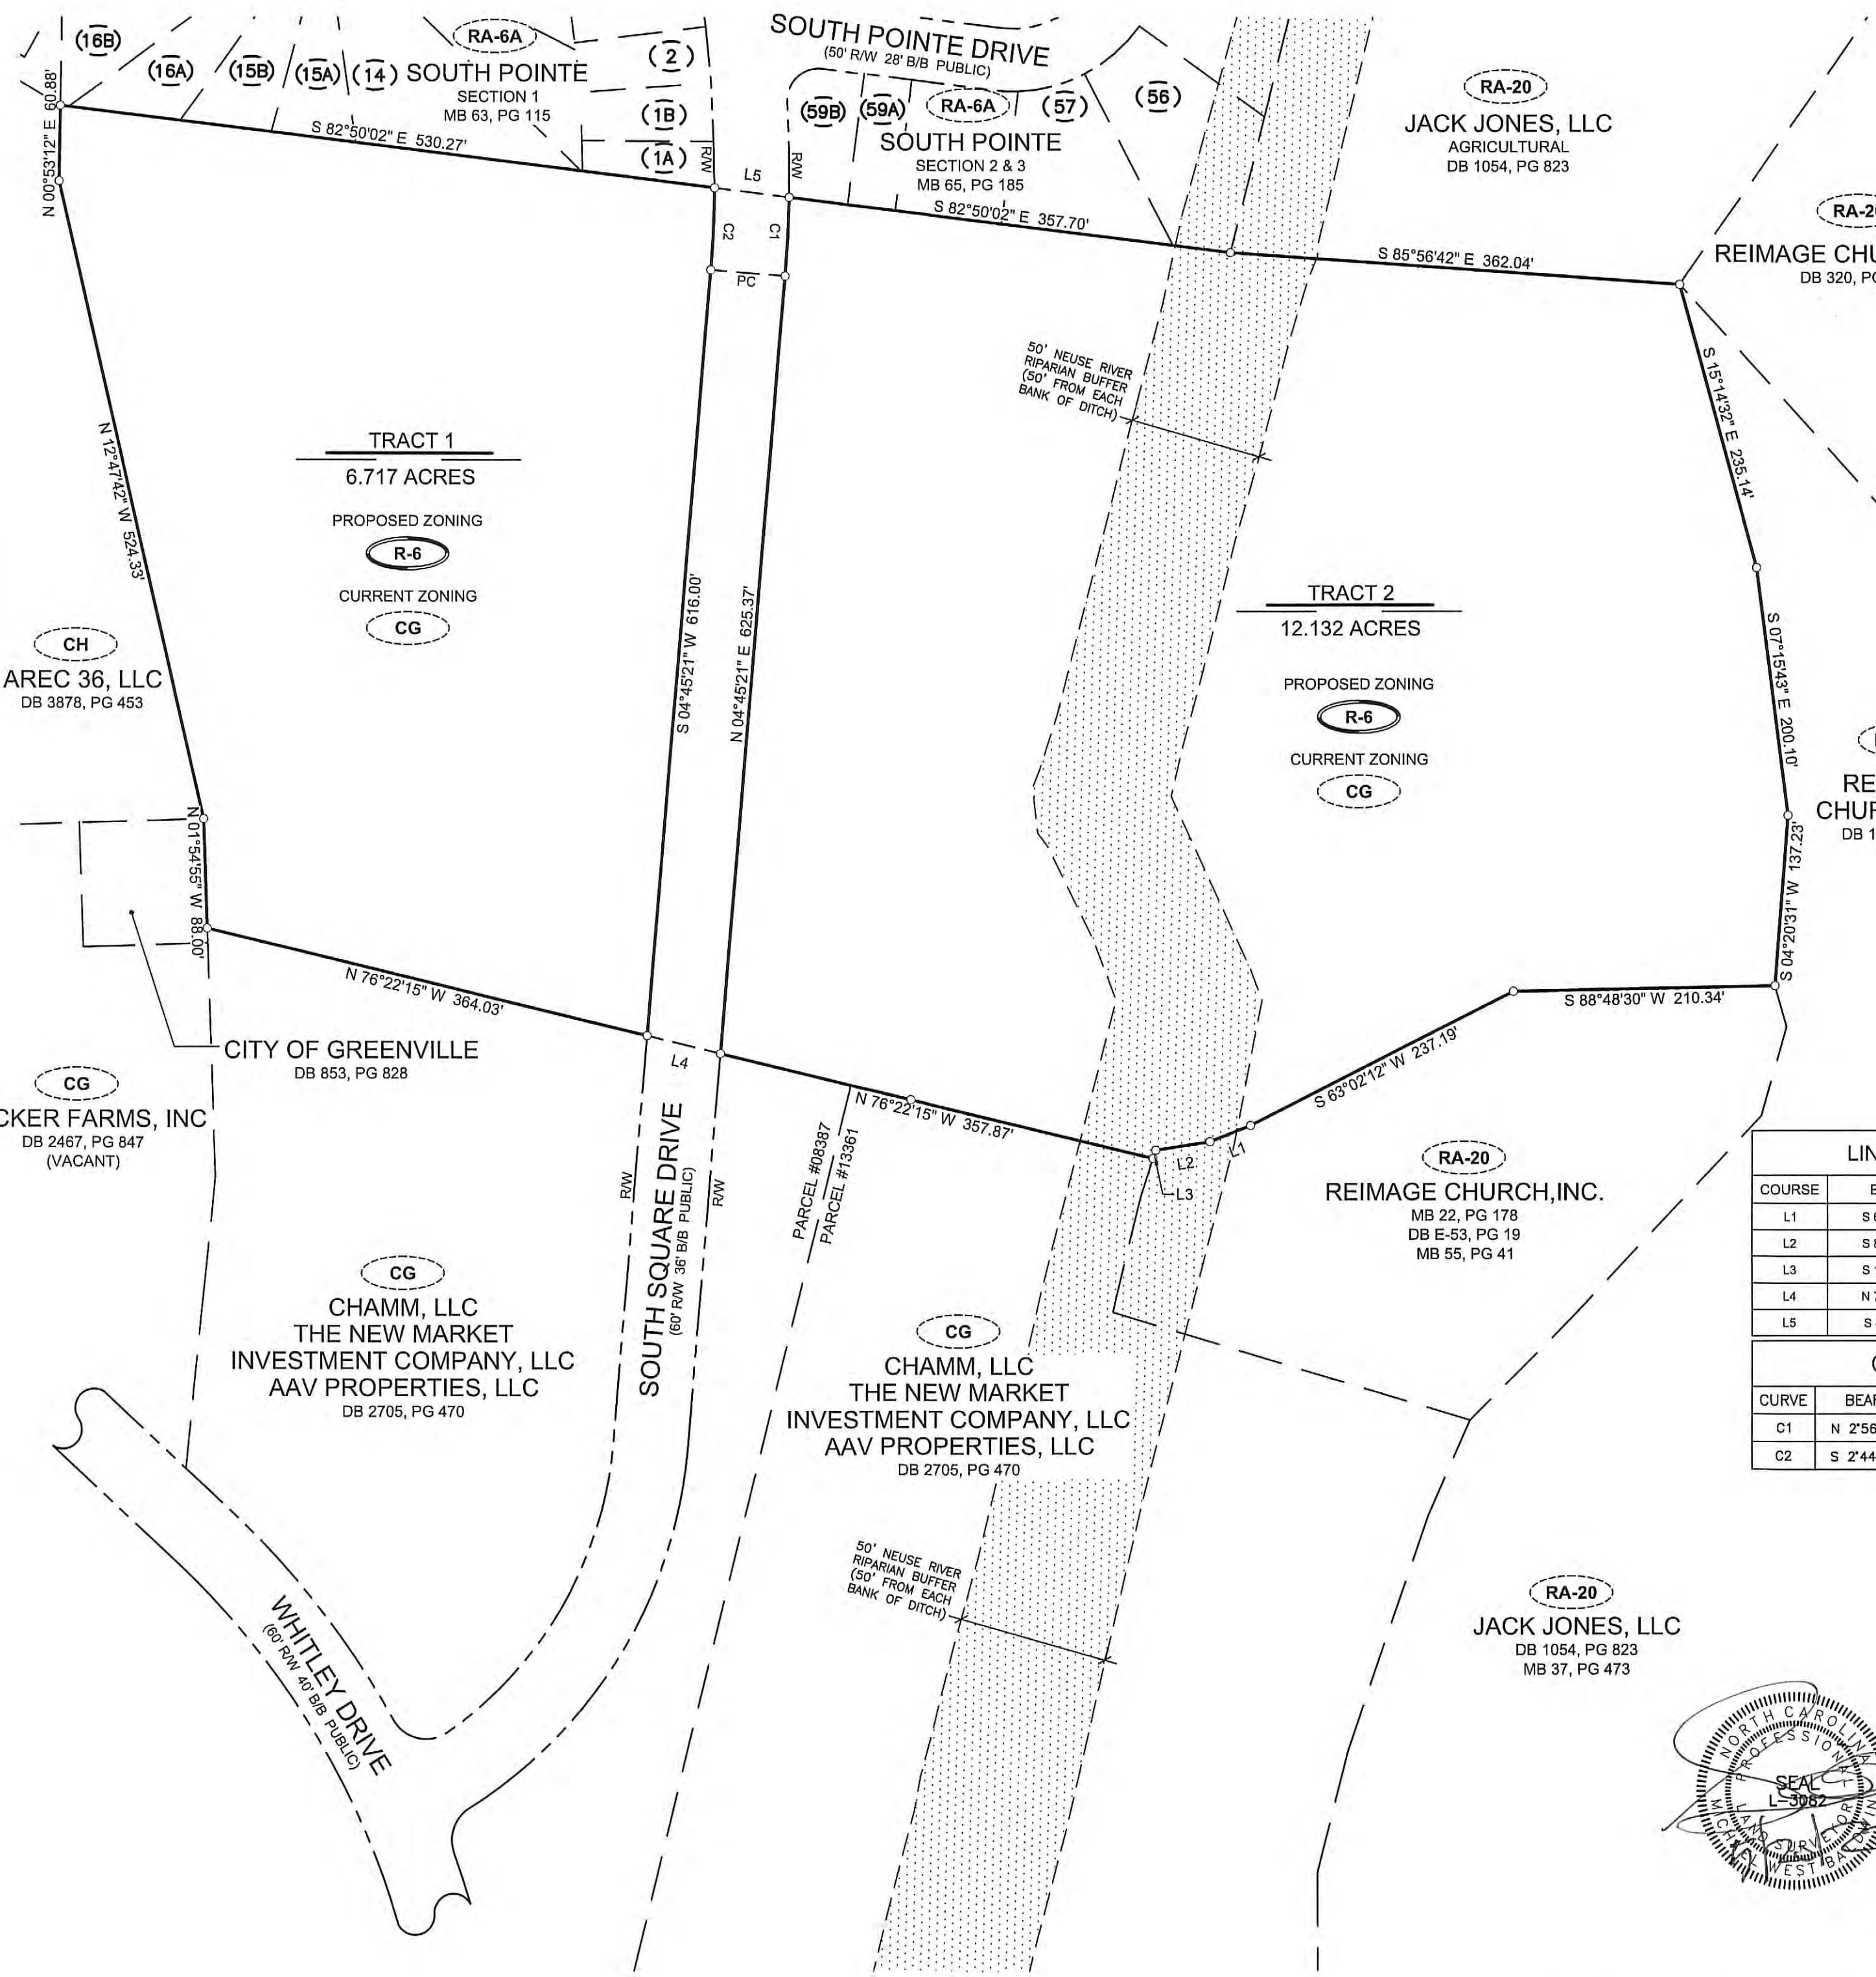 (16B)
(16A)
(15B)
(15A)
(14)
RA-6A
SOUTH POINTE
SECTION 1
MB 63, PG 115
(2)
(1B)
(1A)
SOUTH POINTE DRIVE
(50' R/W 28' B/B PUBLIC)
(59B)
(59A)
RA-6A
(57)
(56)
SOUTH POINTE
SECTION 2 & 3
MB 65, PG 185
RA-20
JACK JONES, LLC
AGRICULTURAL
DB 1054, PG 823
N 00°53'12" E 60.88'
S 82°50'02" E 530.27'
R/W
L5
R/W
C2
C1
PC
S 82°50'02" E 357.70'
S 85°56'42" E 362.04'
REIMAGE
DB 320,
50' NEUSE RIVER
RIPARIAN BUFFER
(50' FROM EACH
BANK OF DITCH)
S 15°14'32" E 235.14'
N 12°47'42" W 524.33'
TRACT 1
6.717 ACRES
PROPOSED ZONING
R-6
CURRENT ZONING
CG
S 04°45'21" W 616.00'
N 04°45'21" E 625.37'
TRACT 2
12.132 ACRES
PROPOSED ZONING
R-6
CURRENT ZONING
CG
S 07°15'43" E 200.10'
CH
AREC 36, LLC
DB 3878, PG 453
DB
S 04°20'31" W 137.23'
N 01°54'55" W 88.00'
N 76°22'15" W 364.03'
S 88°48'30" W 210.34'
S 63°02'12" W 237.19'
CITY OF GREENVILLE
DB 853, PG 828
L4
N 76°22'15" W 357.87'
CG
CKER FARMS, INC
DB 2467, PG 847
(VACANT)
PARCEL #08387
PARCEL #13361
L2
L1
L3
R/W
SOUTH SQUARE DRIVE
(60' R/W 36' B/B PUBLIC)
R/W
RA-20
REIMAGE CHURCH,INC.
MB 22, PG 178
DB E-53, PG 19
MB 55, PG 41
LIN
COURSE
L1 S
L2 S
L3 S
L4 N
L5 S
CURVE BEA
C1 N 2°56
C2 S 2°44
CG
CHAMM, LLC
THE NEW MARKET
INVESTMENT COMPANY, LLC
AAV PROPERTIES, LLC
DB 2705, PG 470
CG
CHAMM, LLC
THE NEW MARKET
INVESTMENT COMPANY, LLC
AAV PROPERTIES, LLC
DB 2705, PG 470
50' NEUSE RIVER
RIPARIAN BUFFER
(50' FROM EACH
BANK OF DITCH)
WHITLEY DRIVE
(60' R/W 40' B/B PUBLIC)
RA-20
JACK JONES, LLC
DB 1054, PG 823
MB 37, PG 473
NORTH CAROLINA
PROFESSIONAL
SEAL
L-3082
LAND SURVEYOR
MICHAEL WEST BALDWIN